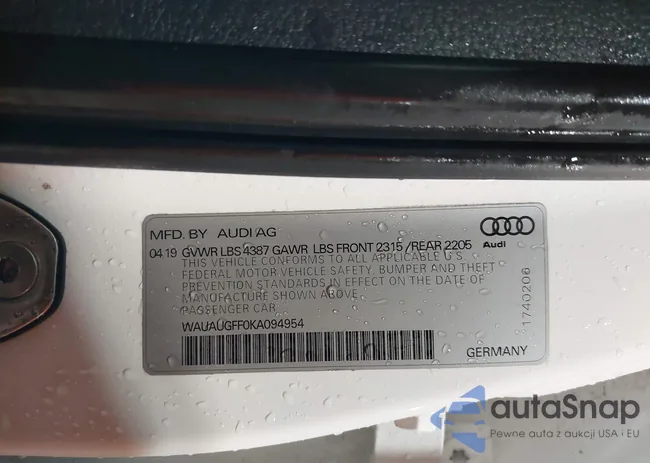 MFD. BY AUDI AG
04.19 GVWR LBS 4387 GAWR LBS FRONT 2315 /REAR 2205
THIS VEHICLE CONFORMS TO ALL APPLICABLE U.S.
FEDERAL MOTOR VEHICLE SAFETY, BUMPER AND THEFT
PREVENTION STANDARDS IN EFFECT ON THE DATE OF
MANUFACTURE SHOWN ABOVE.
PASSENGER CAR
WAUAUGFF0KA094954
GERMANY
Audi
1740206
autaSnap
Pewne auta z aukcji USA i EU